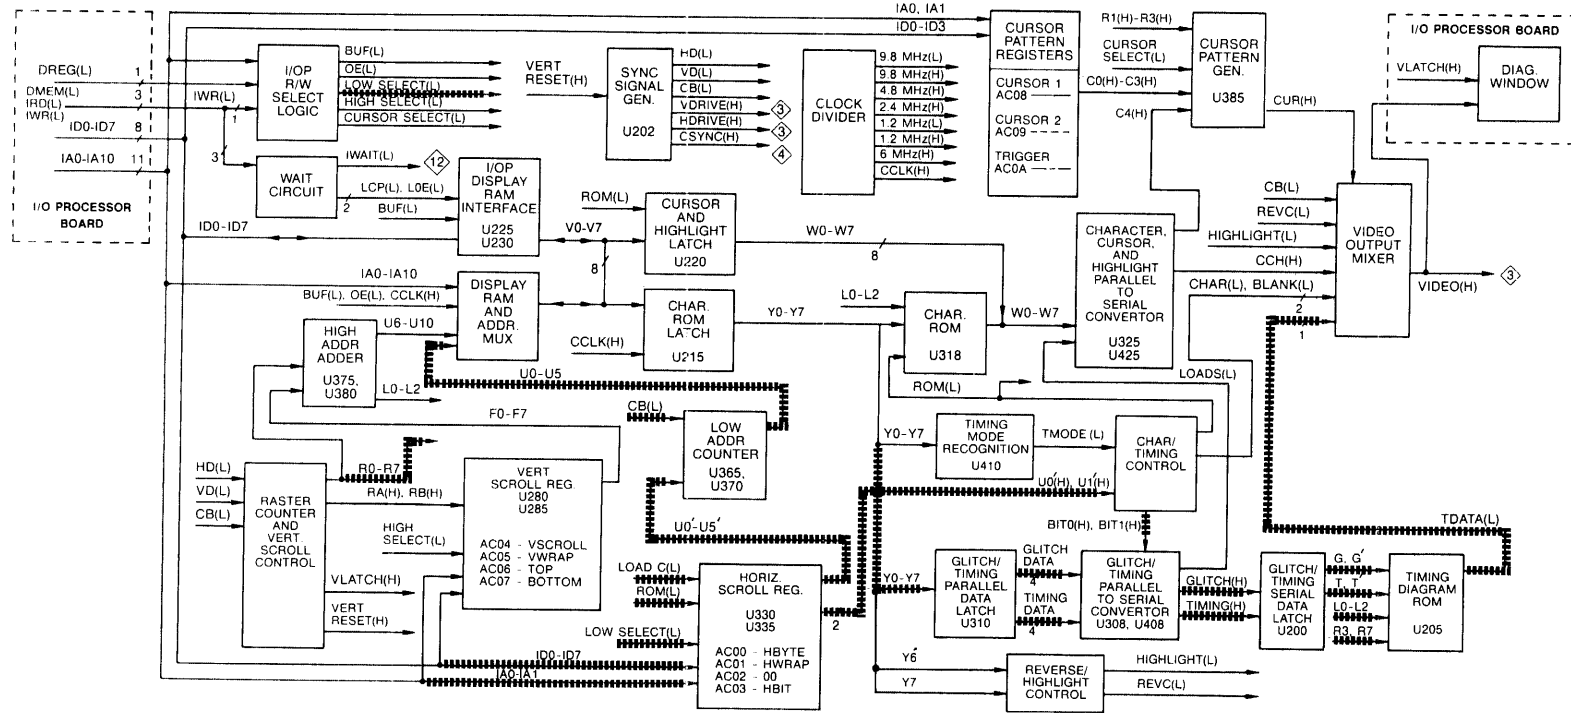 IA0, IA1
ID0-ID3
R1(H)-R3(H)
CURSOR
SELECT(L)
C0(H)-C3(H)
C4(H)
I/O PROCESSOR BOARD
VLATCH(H)
DIAG.
WINDOW
DREG(L) 1
DMEM(L) 3
IRD(L)
IWR(L)
ID0-ID7 8
IA0-IA10 11
I/O PROCESSOR
BOARD
IWR(L)
1
3
I/OP
R/W
SELECT
LOGIC
BUF(L)
OE(L)
LOW SELECT(L)
HIGH SELECT(L)
CURSOR SELECT(L)
VERT
RESET(H)
SYNC
SIGNAL
GEN.
U202
HD(L)
VD(L)
CB(L)
VDRIVE(H) 3
HDRIVE(H) 3
CSYNC(H) 4
CLOCK
DIVIDER
9.8 MHz(L)
9.8 MHz(H)
4.8 MHz(H)
2.4 MHz(H)
1.2 MHz(L)
1.2 MHz(H)
6 MHz(H)
CCLK(H)
CURSOR
PATTERN
REGISTERS
CURSOR 1
AC08
CURSOR 2
AC09
TRIGGER
AC0A
CURSOR
PATTERN
GEN.
U385
CUR(H)
WAIT
CIRCUIT
IWAIT(L)
12
LCP(L), L0E(L)
2
BUF(L)
ID0-ID7
I/OP
DISPLAY
RAM
INTERFACE
U225
U230
V0-V7
8
ROM(L)
CURSOR
AND
HIGHLIGHT
LATCH
U220
W0-W7
8
IA0-IA10
BUF(L), OE(L), CCLK(H)
DISPLAY
RAM
AND
ADDR.
MUX
CHAR.
ROM
LATCH
U215
CCLK(H)
Y0-Y7
L0-L2
CHAR.
ROM
U318
W0-W7
ROM(L)
CHARACTER,
CURSOR,
AND
HIGHLIGHT
PARALLEL
TO
SERIAL
CONVERTOR
U325
U425
CB(L)
REVC(L)
HIGHLIGHT(L)
CCH(H)
CHAR(L), BLANK(L)
2
1
LOADS(L)
VIDEO
OUTPUT
MIXER
VIDEO(H)
3
HIGH
ADDR
ADDER
U375,
U380
U6-U10
L0-L2
U0-U5
F0-F7
CB(L)
LOW
ADDR
COUNTER
U365,
U370
U0'-U5'
HD(L)
VD(L)
CB(L)
RASTER
COUNTER
AND
VERT.
SCROLL
CONTROL
R0-R7
RA(H), RB(H)
HIGH
SELECT(L)
VLATCH(H)
VERT
RESET(H)
VERT
SCROLL REG.
U280
U285
AC04 - VSCROLL
AC05 - VWRAP
AC06 - TOP
AC07 - BOTTOM
LOAD C(L)
ROM(L)
LOW SELECT(L)
ID0-ID7
IA0-IA1
HORIZ.
SCROLL REG.
U330
U335
AC00 - HBYTE
AC01 - HWRAP
AC02 - 00
AC03 - HBIT
2
Y0-Y7
TIMING
MODE
RECOGNITION
U410
TMODE(L)
CHAR/
TIMING
CONTROL
U0'(H), U1'(H)
BIT0(H), BIT1(H)
Y0-Y7
GLITCH/
TIMING
PARALLEL
DATA
LATCH
U310
GLITCH
DATA
4
TIMING
DATA
4
GLITCH/
TIMING
PARALLEL
TO SERIAL
CONVERTOR
U308, U408
GLITCH(H)
TIMING(H)
GLITCH/
TIMING
SERIAL
DATA
LATCH
U200
G, G'
T, T'
L0-L2
R3, R7
TIMING
DIAGRAM
ROM
U205
TDATA(L)
Y6'
Y7
REVERSE/
HIGHLIGHT
CONTROL
HIGHLIGHT(L)
REVC(L)